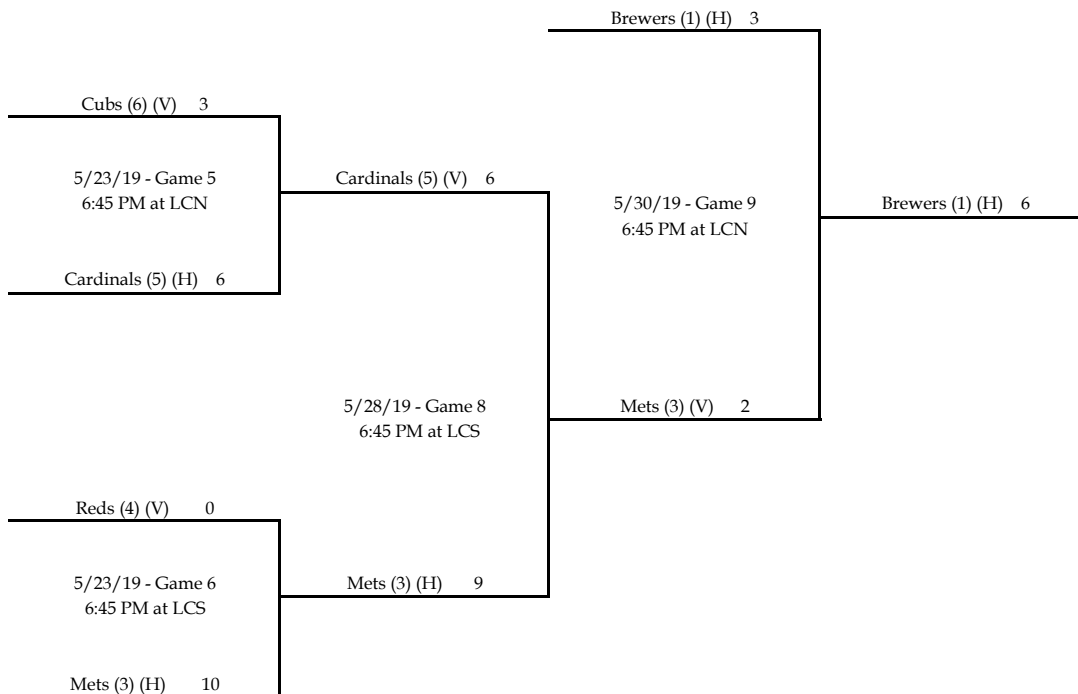 Brewers (1) (H) 3
Cubs (6) (V) 3
5/23/19 - Game 5
6:45 PM at LCN
Cardinals (5) (V) 6
5/30/19 - Game 9
6:45 PM at LCN
Brewers (1) (H) 6
Cardinals (5) (H) 6
5/28/19 - Game 8
6:45 PM at LCS
Mets (3) (V) 2
Reds (4) (V) 0
5/23/19 - Game 6
6:45 PM at LCS
Mets (3) (H) 9
Mets (3) (H) 10